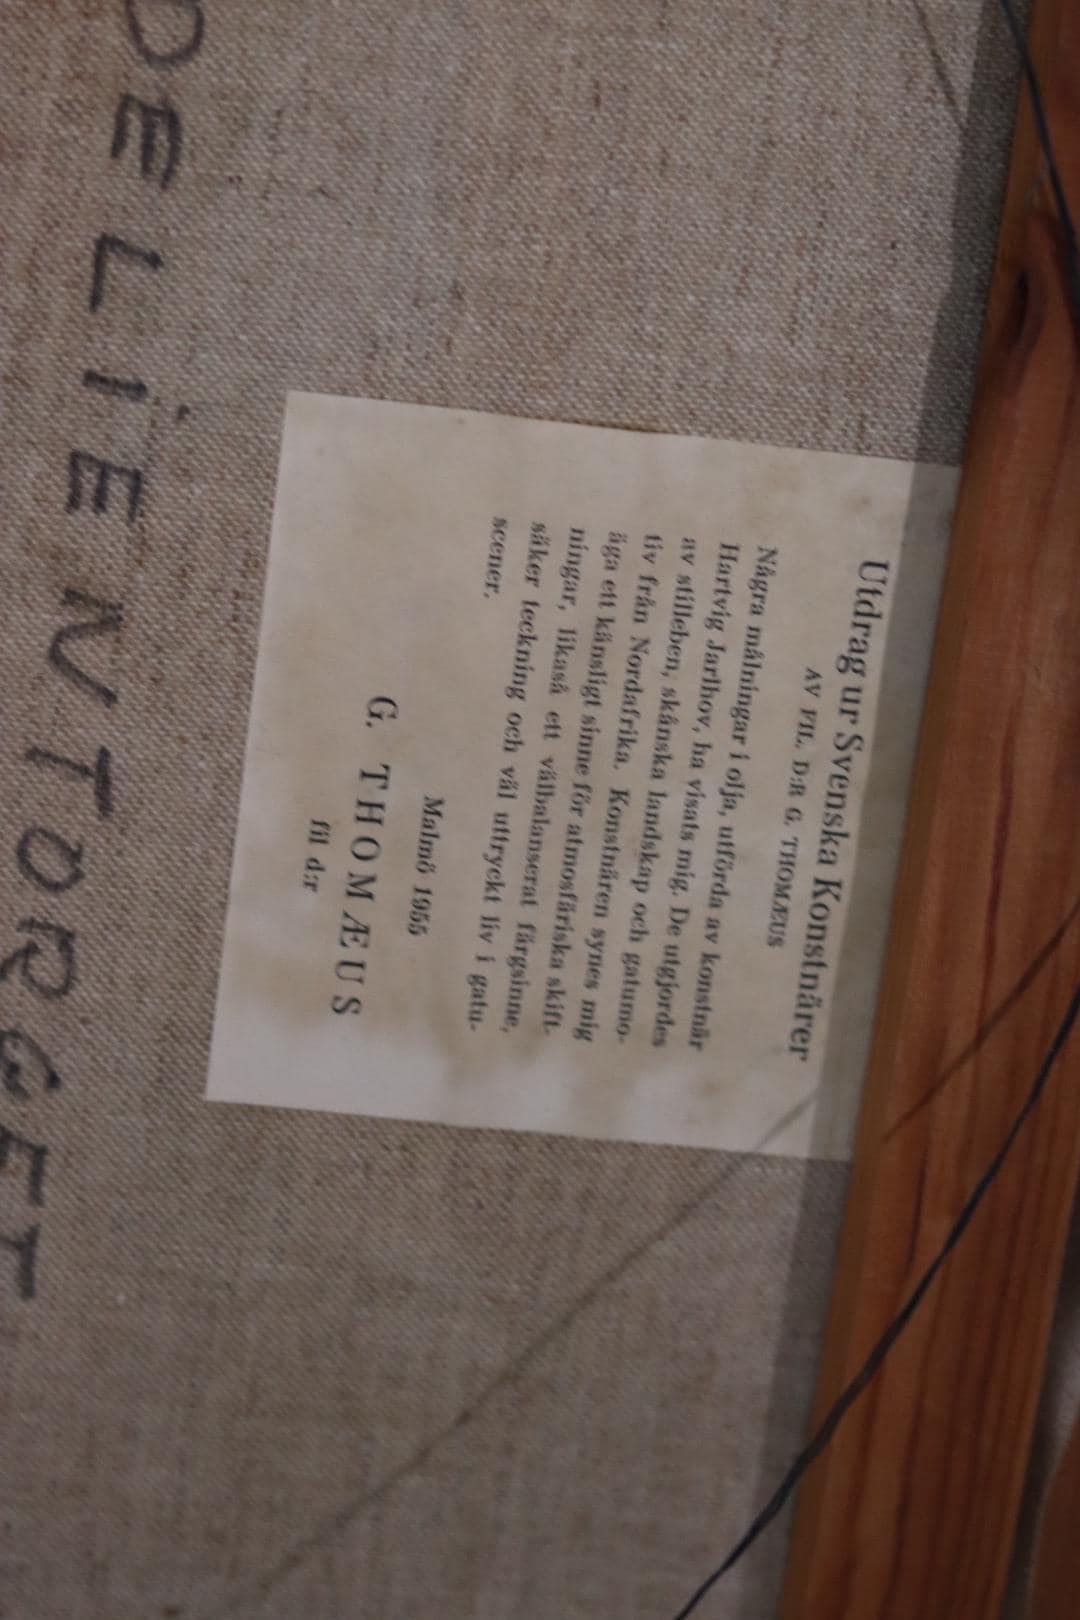 Utdrag ur Svenska Konstnärer
AV FIL. D:R G. THOMÆUS
Några målningar i olja, utförda av konstnär
Hartvig Jarlhov, ha visats mig. De utgjordes
av stilleben, skånska landskap och gatumo-
tiv från Nordafrika. Konstnären synes mig
äga ett känsligt sinne för atmosfäriska skift-
ningar, likaså ett välbalanserat färgsinne,
säker teckning och väl uttryckt liv i gatu-
scener.
Malmö 1955
G. THOMÆUS
fil d:r
DELIENTORGET